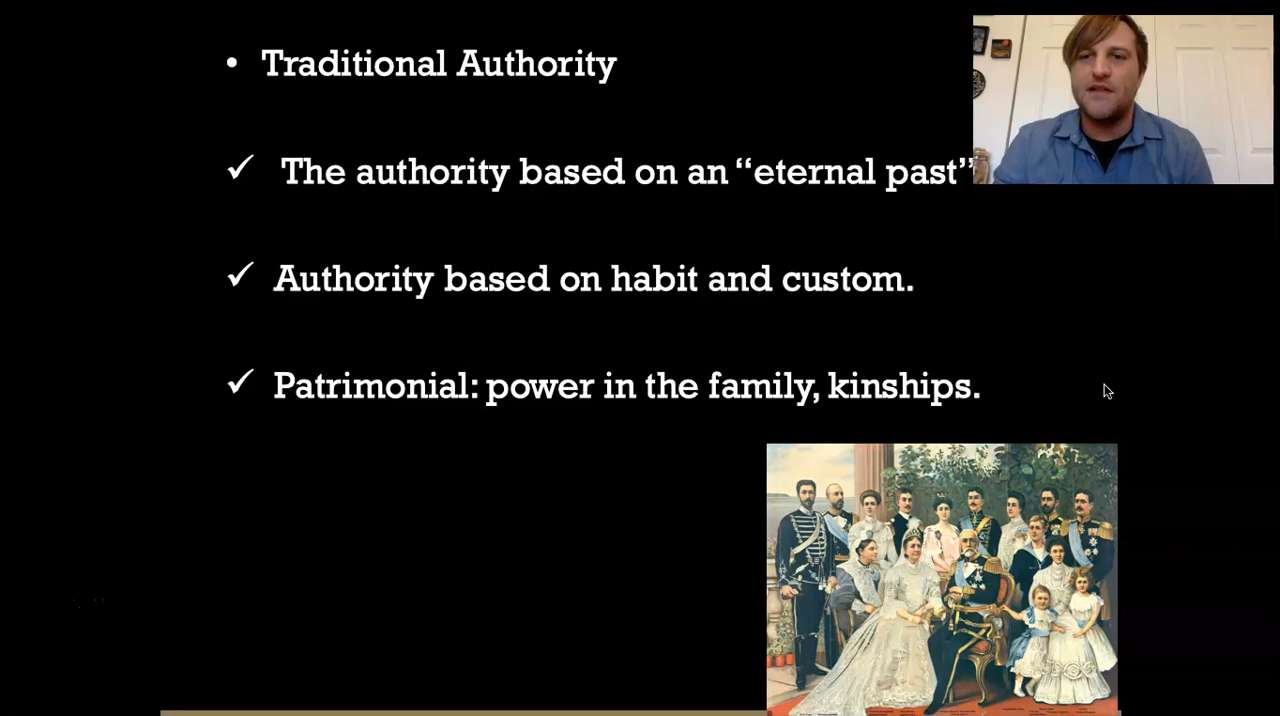 • Traditional Authority
✓ The authority based on an “eternal past”
✓ Authority based on habit and custom.
✓ Patrimonial: power in the family, kinships.